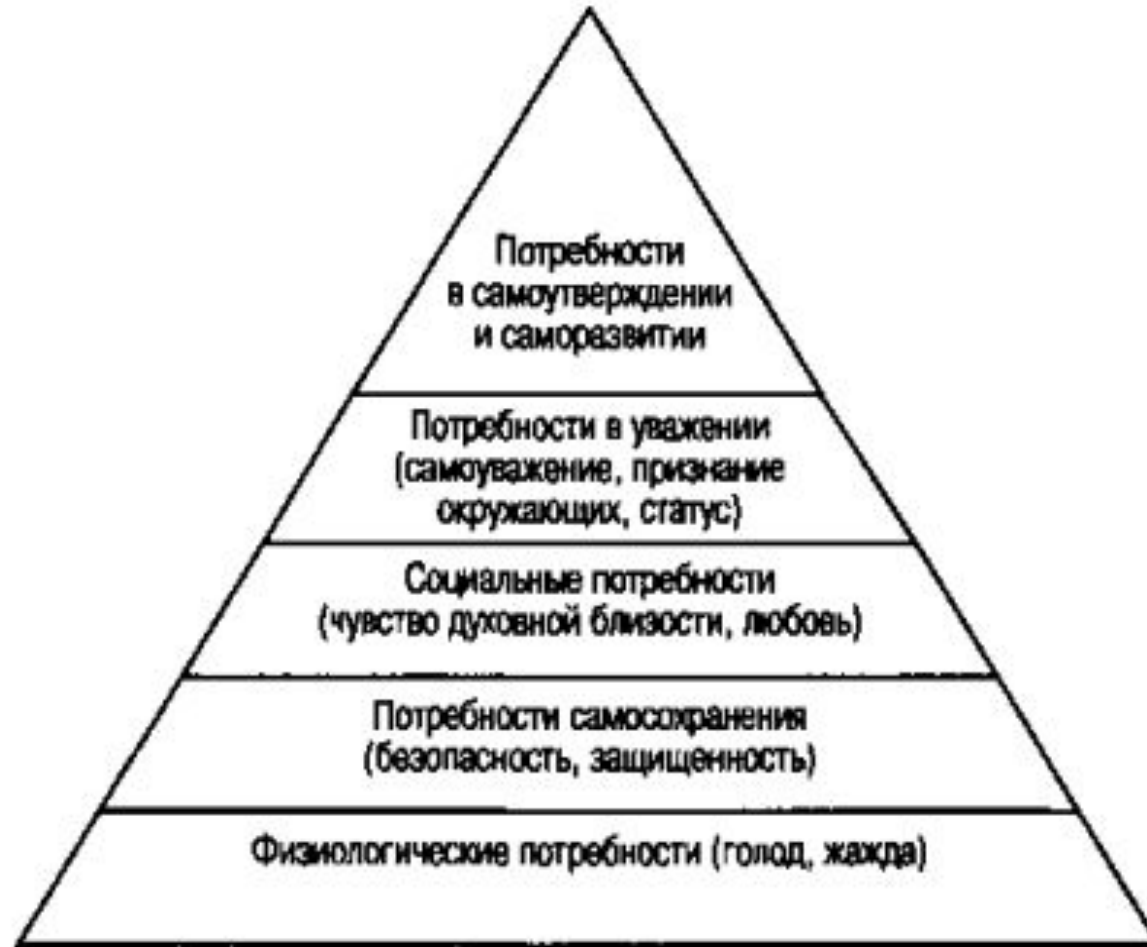 Потребности
в самоутверждении
и саморазвитии
Потребности в уважении
(самоуважение, признание
окружающих, статус)
Социальные потребности
(чувство духовной близости, любовь)
Потребности самосохранения
(безопасность, защищенность)
Физиологические потребности (голод, жажда)